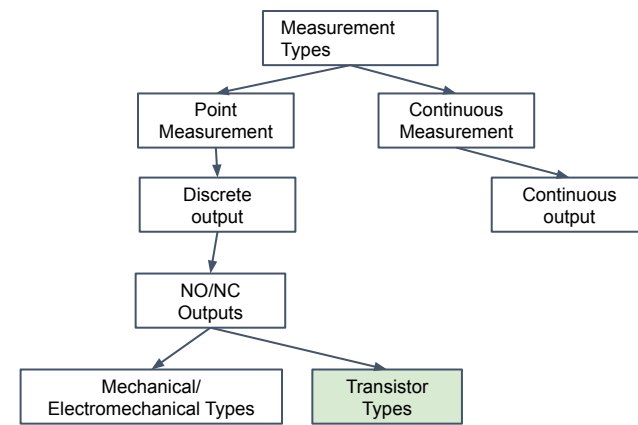 Measurement
Types
Point
Measurement
Continuous
Measurement
Discrete
output
Continuous
output
NO/NC
Outputs
Mechanical/
Electromechanical Types
Transistor
Types